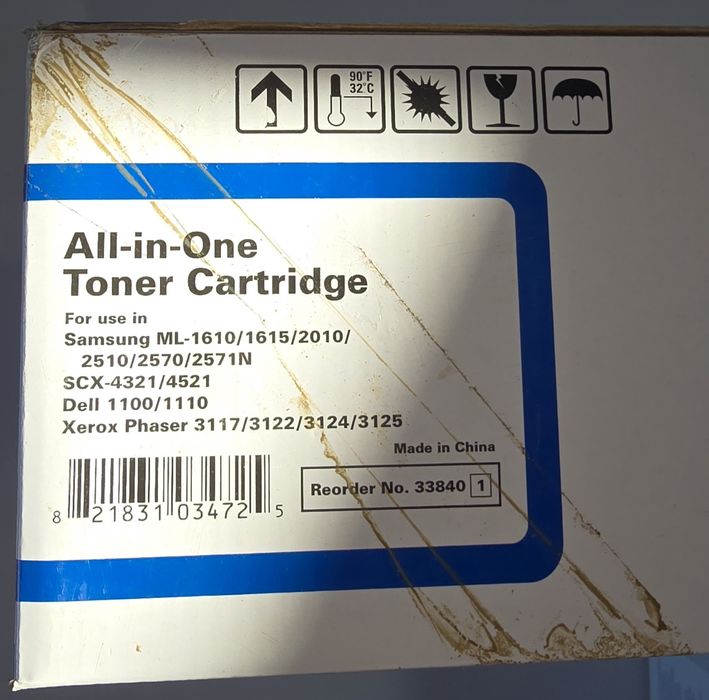 90°F
32°C
All-in-One
Toner Cartridge
For use in
Samsung ML-1610/1615/2010/
2510/2570/2571N
SCX-4321/4521
Dell 1100/1110
Xerox Phaser 3117/3122/3124/3125
Made in China
Reorder No. 33840 1
8 21831 03472 5